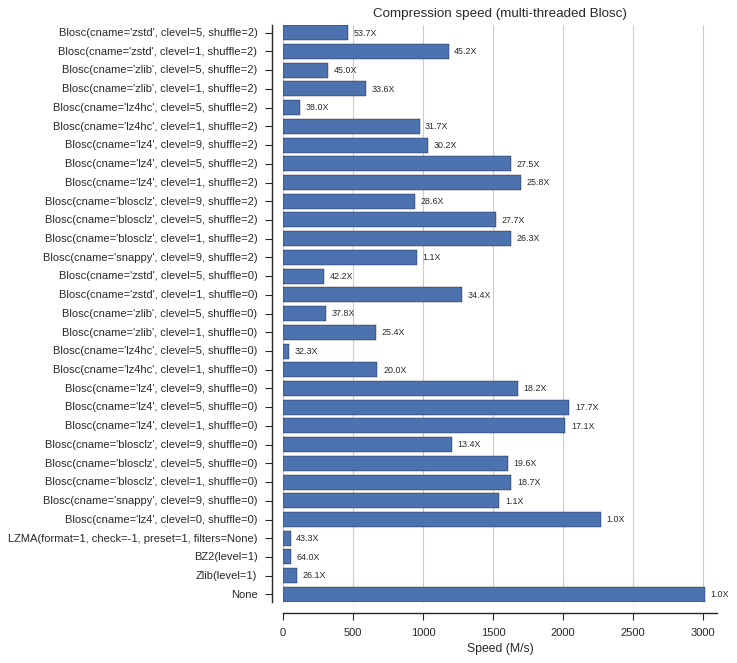 Compression speed (multi-threaded Blosc)
Blosc(cname='zstd', clevel=5, shuffle=2) 53.7X
Blosc(cname='zstd', clevel=1, shuffle=2) 45.2X
Blosc(cname='zlib', clevel=5, shuffle=2) 45.0X
Blosc(cname='zlib', clevel=1, shuffle=2) 33.6X
Blosc(cname='lz4hc', clevel=5, shuffle=2) 38.0X
Blosc(cname='lz4hc', clevel=1, shuffle=2) 31.7X
Blosc(cname='lz4', clevel=9, shuffle=2) 30.2X
Blosc(cname='lz4', clevel=5, shuffle=2) 27.5X
Blosc(cname='lz4', clevel=1, shuffle=2) 25.8X
Blosc(cname='blosclz', clevel=9, shuffle=2) 28.6X
Blosc(cname='blosclz', clevel=5, shuffle=2) 27.7X
Blosc(cname='blosclz', clevel=1, shuffle=2) 26.3X
Blosc(cname='snappy', clevel=9, shuffle=2) 1.1X
Blosc(cname='zstd', clevel=5, shuffle=0) 42.2X
Blosc(cname='zstd', clevel=1, shuffle=0) 34.4X
Blosc(cname='zlib', clevel=5, shuffle=0) 37.8X
Blosc(cname='zlib', clevel=1, shuffle=0) 25.4X
Blosc(cname='lz4hc', clevel=5, shuffle=0) 32.3X
Blosc(cname='lz4hc', clevel=1, shuffle=0) 20.0X
Blosc(cname='lz4', clevel=9, shuffle=0) 18.2X
Blosc(cname='lz4', clevel=5, shuffle=0) 17.7X
Blosc(cname='lz4', clevel=1, shuffle=0) 17.1X
Blosc(cname='blosclz', clevel=9, shuffle=0) 13.4X
Blosc(cname='blosclz', clevel=5, shuffle=0) 19.6X
Blosc(cname='blosclz', clevel=1, shuffle=0) 18.7X
Blosc(cname='snappy', clevel=9, shuffle=0) 1.1X
Blosc(cname='lz4', clevel=0, shuffle=0) 1.0X
LZMA(format=1, check=-1, preset=1, filters=None) 43.3X
BZ2(level=1) 64.0X
Zlib(level=1) 26.1X
None 1.0X
0 500 1000 1500 2000 2500 3000
Speed (M/s)